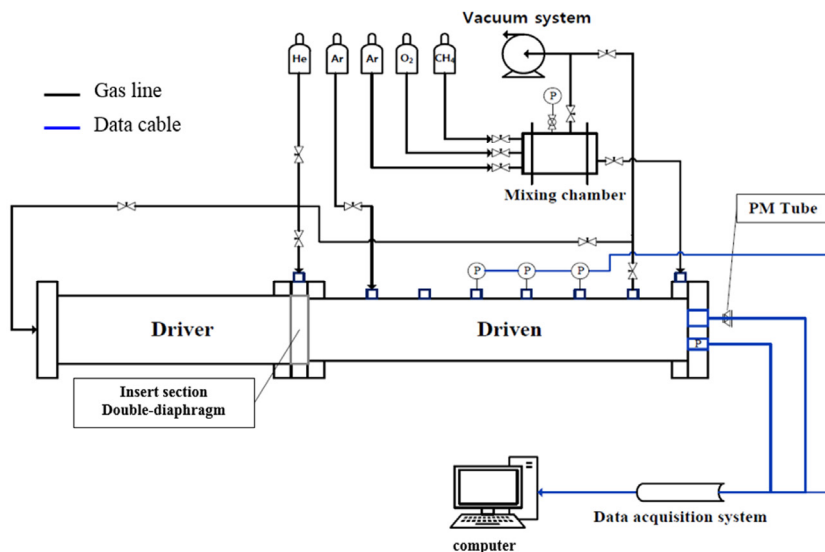 Vacuum system
He
Ar
Ar
O₂
CH₄
Gas line
Data cable
P
Mixing chamber
PM Tube
P
P
P
Driver
Driven
P
Insert section
Double-diaphragm
Data acquisition system
computer